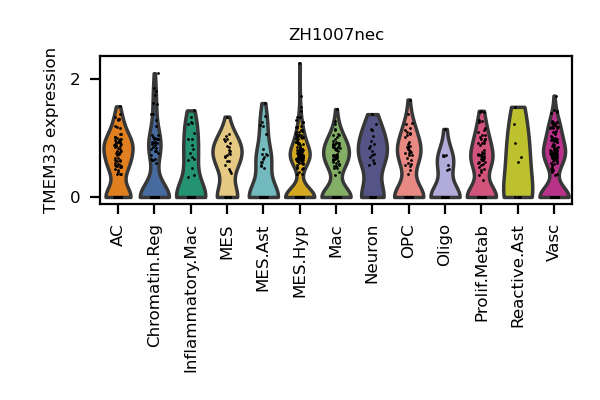 ZH1007nec
TMEM33 expression
2
0
AC
Chromatin.Reg
Inflammatory.Mac
MES
MES.Ast
MES.Hyp
Mac
Neuron
OPC
Oligo
Prolif.Metab
Reactive.Ast
Vasc